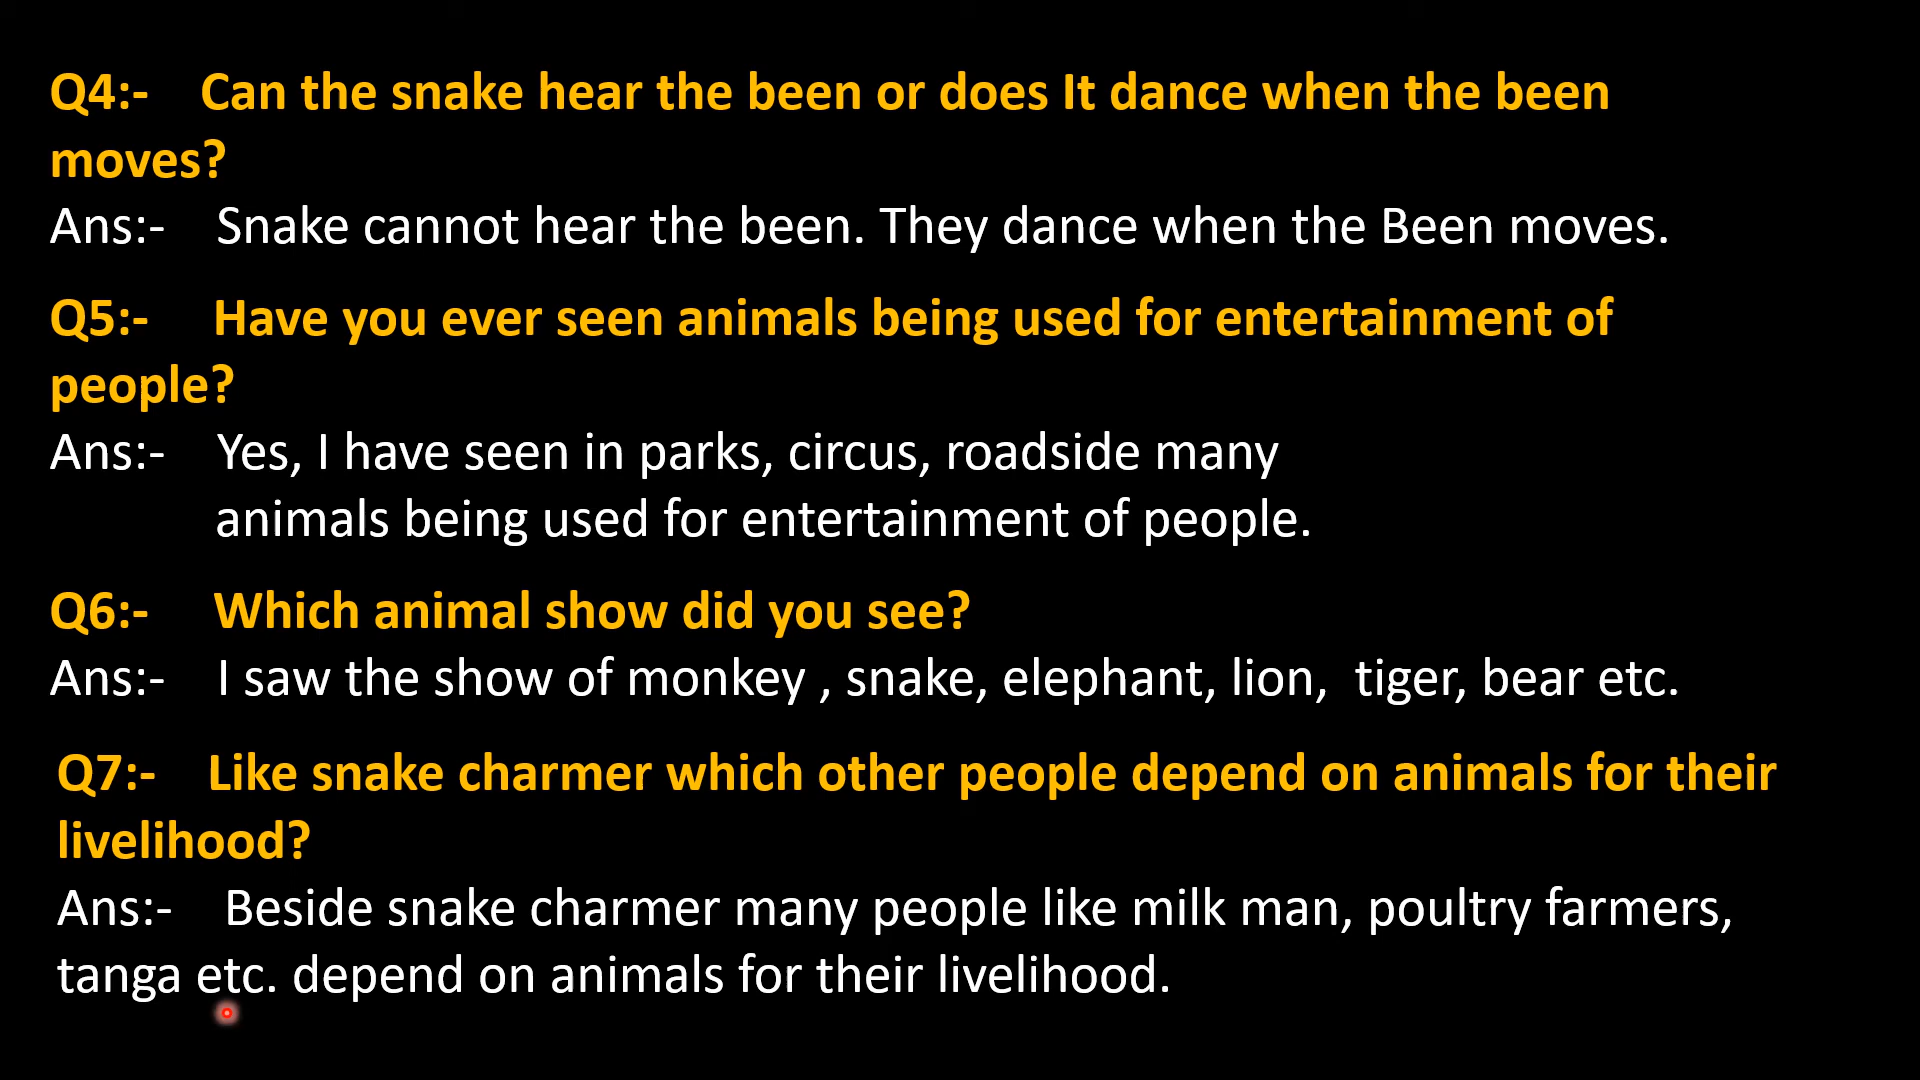 Q4:- Can the snake hear the been or does It dance when the been
moves?
Ans:- Snake cannot hear the been. They dance when the Been moves.
Q5:- Have you ever seen animals being used for entertainment of
people?
Ans:- Yes, I have seen in parks, circus, roadside many
animals being used for entertainment of people.
Q6:- Which animal show did you see?
Ans:- I saw the show of monkey , snake, elephant, lion, tiger, bear etc.
Q7:- Like snake charmer which other people depend on animals for their
livelihood?
Ans:- Beside snake charmer many people like milk man, poultry farmers,
tanga etc. depend on animals for their livelihood.